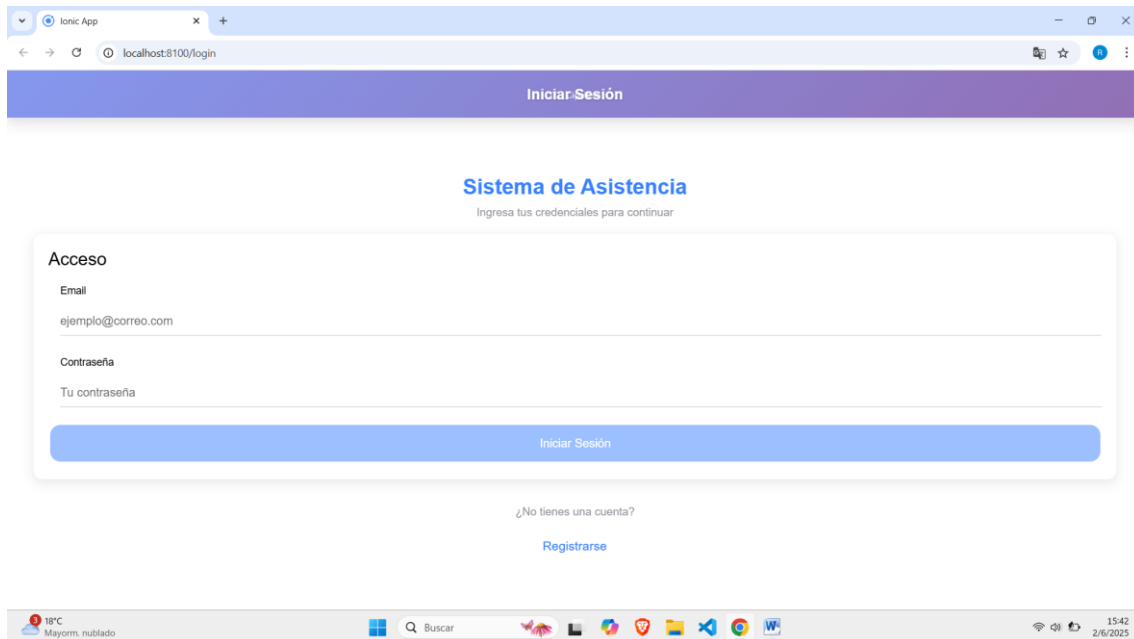 Ionic App
localhost:8100/login
R
Iniciar Sesión
Sistema de Asistencia
Ingresa tus credenciales para continuar
Acceso
Email
ejemplo@correo.com
Contraseña
Tu contraseña
Iniciar Sesión
¿No tienes una cuenta?
Registrarse
3
18°C
Mayorm. nublado
Buscar
W
15:42
2/6/2025